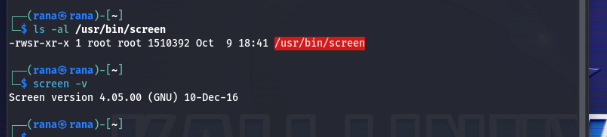 ┌──(rana㉿rana)-[~]
└─$ ls -al /usr/bin/screen
-rwsr-xr-x 1 root root 1510392 Oct  9 18:41 /usr/bin/screen
┌──(rana㉿rana)-[~]
└─$ screen -v
Screen version 4.05.00 (GNU) 10-Dec-16
┌──(rana㉿rana)-[~]